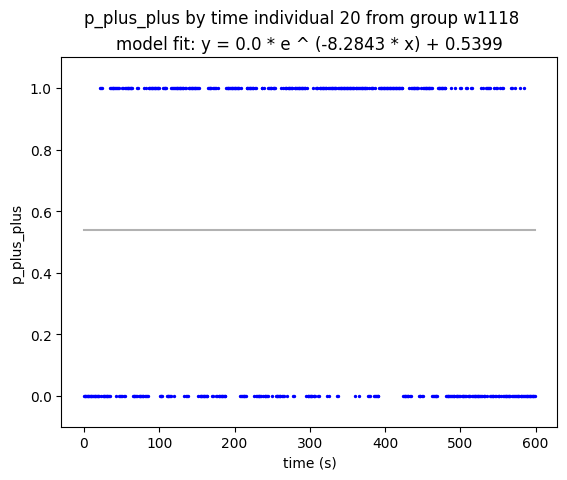 p_plus_plus by time individual 20 from group w1118
model fit: y = 0.0 * e ^ (-8.2843 * x) + 0.5399
1.0
0.8
0.6
0.4
0.2
0.0
p_plus_plus
0 100 200 300 400 500 600
time (s)